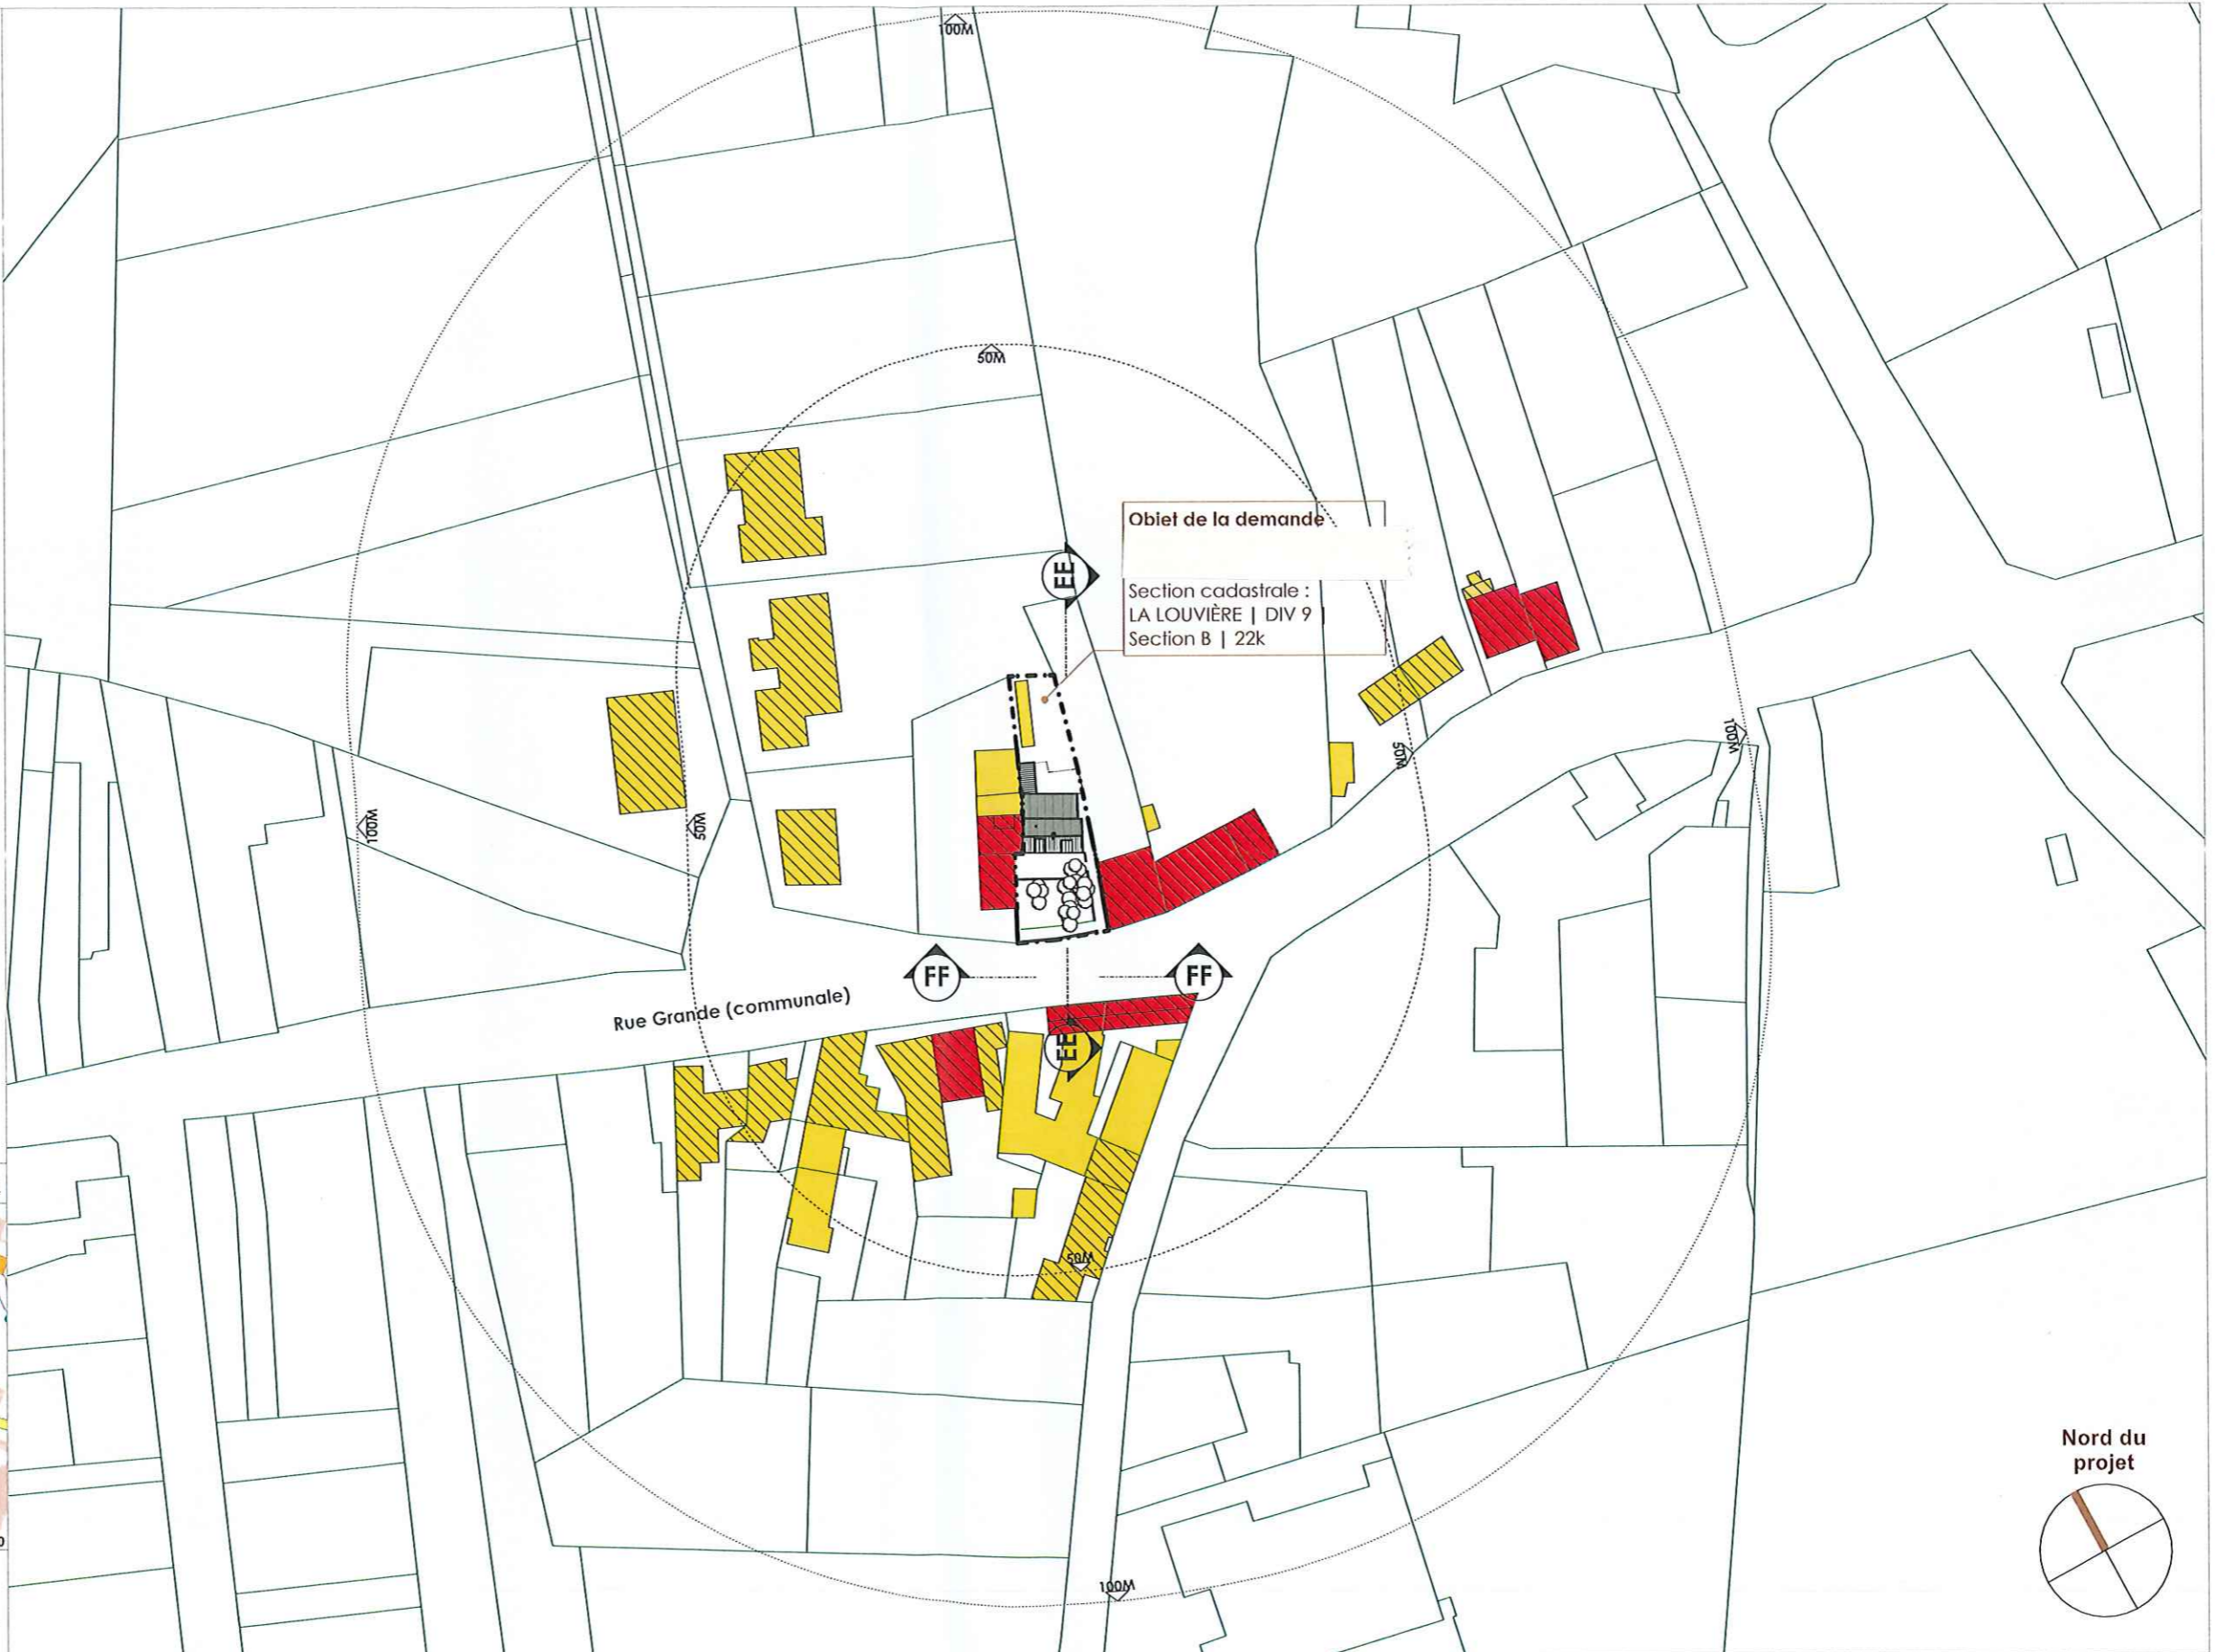 100M
50M
Objet de la demande
EE
Section cadastrale :
LA LOUVIÈRE | DIV 9 |
Section B | 22k
100M
50M
100M
50M
FF
FF
Rue Grande (communale)
EE
50M
Nord du
projet
100M